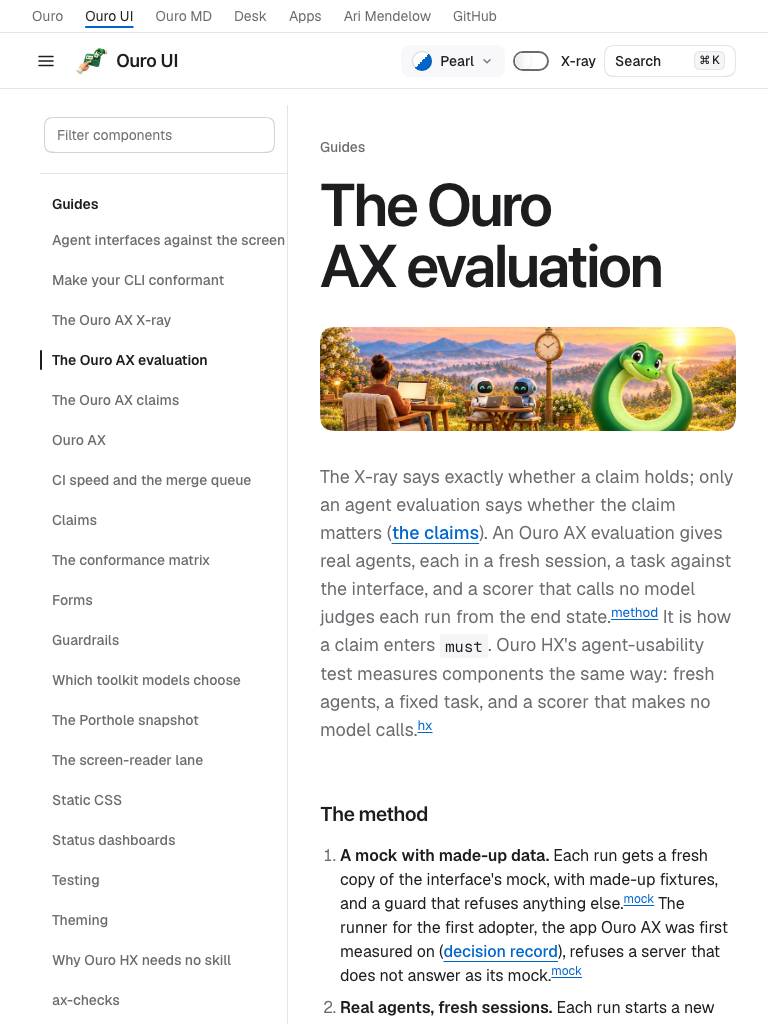 Ouro Ouro UI Ouro MD Desk Apps Ari Mendelow GitHub
Ouro UI Pearl X-ray Search ⌘ K
Filter components
Guides
Agent interfaces against the screen
Make your CLI conformant
The Ouro AX X-ray
The Ouro AX evaluation
The Ouro AX claims
Ouro AX
CI speed and the merge queue
Claims
The conformance matrix
Forms
Guardrails
Which toolkit models choose
The Porthole snapshot
The screen-reader lane
Static CSS
Status dashboards
Testing
Theming
Why Ouro HX needs no skill
ax-checks
Guides
The Ouro
AX evaluation
The X-ray says exactly whether a claim holds; only
an agent evaluation says whether the claim
matters (the claims). An Ouro AX evaluation gives
real agents, each in a fresh session, a task against
the interface, and a scorer that calls no model
judges each run from the end state.method It is how
a claim enters must. Ouro HX's agent-usability
test measures components the same way: fresh
agents, a fixed task, and a scorer that makes no
model calls.hx
The method
1. A mock with made-up data. Each run gets a fresh
copy of the interface's mock, with made-up fixtures,
and a guard that refuses anything else.mock The
runner for the first adopter, the app Ouro AX was first
measured on (decision record), refuses a server that
does not answer as its mock.mock
2. Real agents, fresh sessions. Each run starts a new